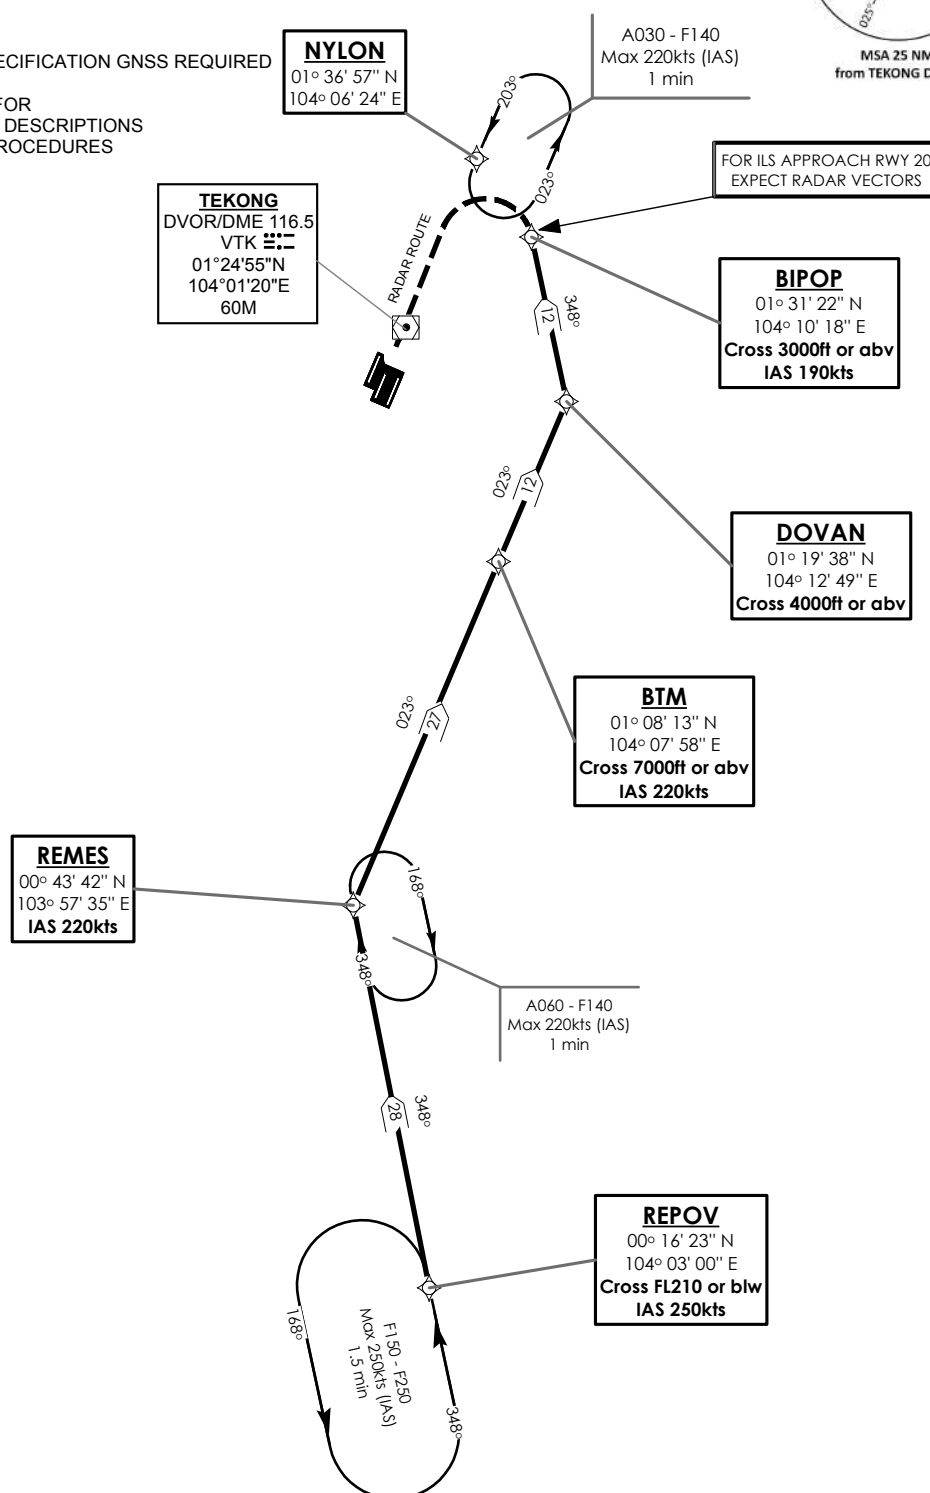 ECIFICATION GNSS REQUIRED
FOR
DESCRIPTIONS
ROCEDURES
NYLON
01° 36' 57" N
104° 06' 24" E
A030 - F140
Max 220kts (IAS)
1 min
025°
MSA 25 NM
from TEKONG D
203°
023°
FOR ILS APPROACH RWY 20
EXPECT RADAR VECTORS
TEKONG
DVOR/DME 116.5
VTK
01°24'55"N
104°01'20"E
60M
RADAR ROUTE
BIPOP
01° 31' 22" N
104° 10' 18" E
Cross 3000ft or abv
IAS 190kts
12
348°
023°
12
DOVAN
01° 19' 38" N
104° 12' 49" E
Cross 4000ft or abv
BTM
01° 08' 13" N
104° 07' 58" E
Cross 7000ft or abv
IAS 220kts
023°
27
REMES
00° 43' 42" N
103° 57' 35" E
IAS 220kts
168°
348°
A060 - F140
Max 220kts (IAS)
1 min
28
348°
REPOV
00° 16' 23" N
104° 03' 00" E
Cross FL210 or blw
IAS 250kts
168°
F150 - F250
Max 250kts (IAS)
1.5 min
348°